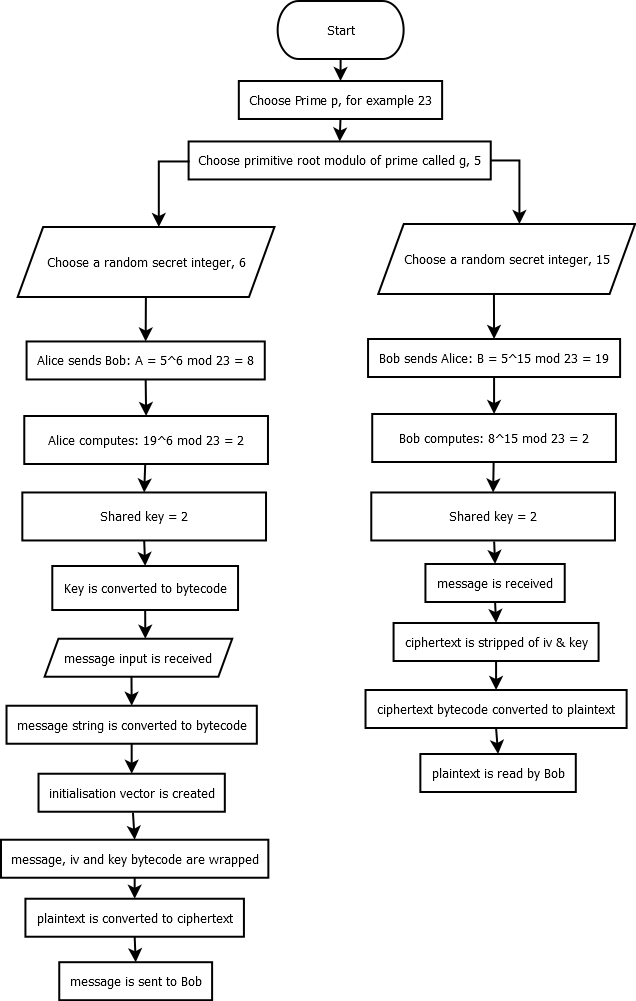 Start
Choose Prime p, for example 23
Choose primitive root modulo of prime called g, 5
Choose a random secret integer, 6
Alice sends Bob: A = 5^6 mod 23 = 8
Alice computes: 19^6 mod 23 = 2
Shared key = 2
Key is converted to bytecode
message input is received
message string is converted to bytecode
initialisation vector is created
message, iv and key bytecode are wrapped
plaintext is converted to ciphertext
message is sent to Bob
Choose a random secret integer, 15
Bob sends Alice: B = 5^15 mod 23 = 19
Bob computes: 8^15 mod 23 = 2
Shared key = 2
message is received
ciphertext is stripped of iv & key
ciphertext bytecode converted to plaintext
plaintext is read by Bob